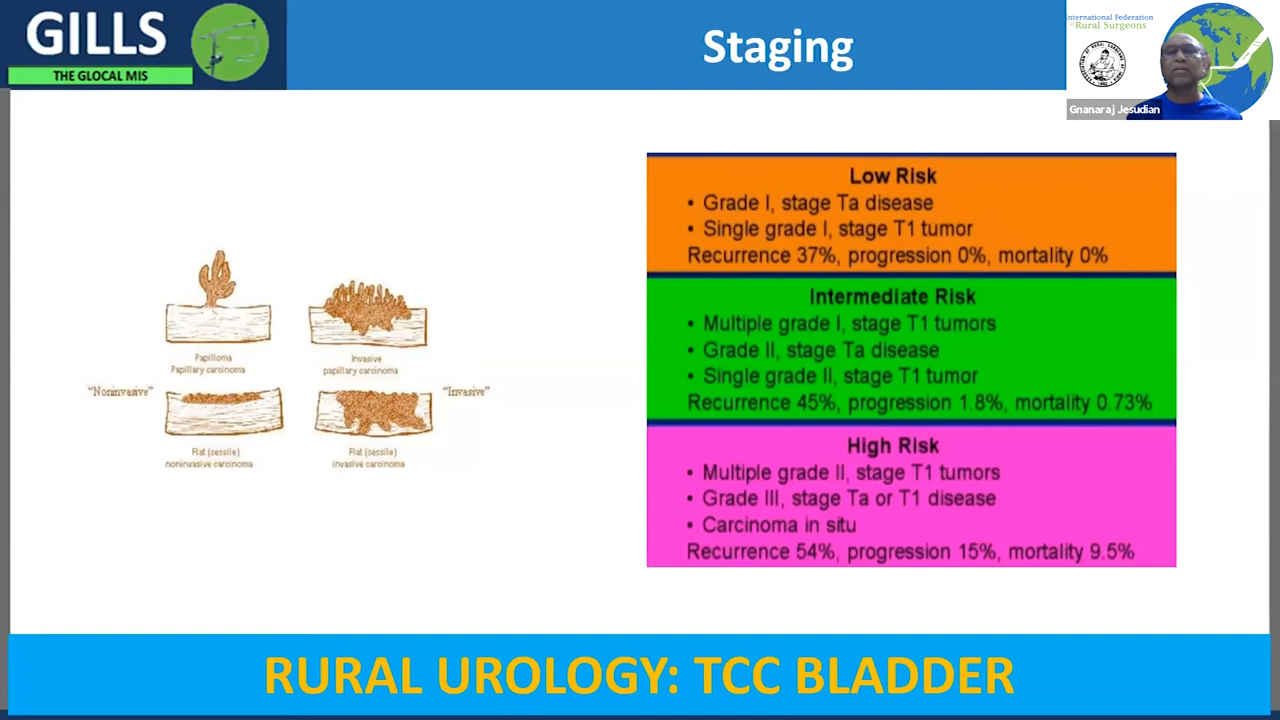 GILLS
THE GLOCAL MIS
Staging
International Federation
of Rural Surgeons
Gnanaraj Jesudian
Papilloma
Papillary carcinoma
Invasive
papillary carcinoma
"Noninvasive"
"Invasive"
Flat (sessile)
noninvasive carcinoma
Flat (sessile)
invasive carcinoma
Low Risk
• Grade I, stage Ta disease
• Single grade I, stage T1 tumor
Recurrence 37%, progression 0%, mortality 0%
Intermediate Risk
• Multiple grade I, stage T1 tumors
• Grade II, stage Ta disease
• Single grade II, stage T1 tumor
Recurrence 45%, progression 1.8%, mortality 0.73%
High Risk
• Multiple grade II, stage T1 tumors
• Grade III, stage Ta or T1 disease
• Carcinoma in situ
Recurrence 54%, progression 15%, mortality 9.5%
RURAL UROLOGY: TCC BLADDER